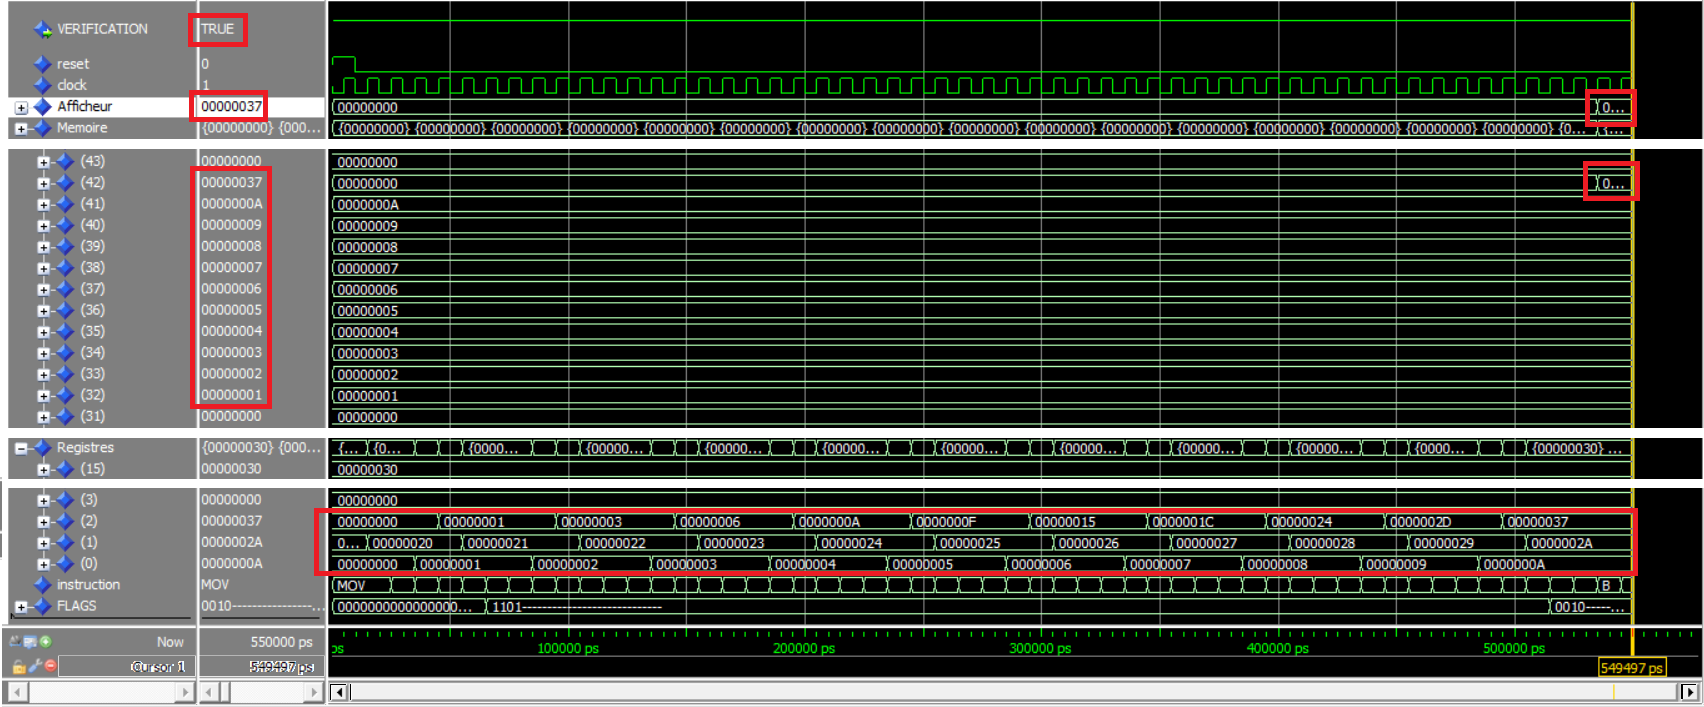 VERIFICATION TRUE
reset 0
clock 1
Afficheur 00000037 00000000 0...
Memoire {00000000} {000... {00000000} {00000000} {00000000} {00000000} {00000000} {00000000} {00000000} {00000000} {00000000} {00000000} {00000000} {00000000} {00000000} {00000000} {00000000} {00000000} {0... {...
(43) 00000000 00000000
(42) 00000037 00000000 0...
(41) 0000000A 0000000A
(40) 00000009 00000009
(39) 00000008 00000008
(38) 00000007 00000007
(37) 00000006 00000006
(36) 00000005 00000005
(35) 00000004 00000004
(34) 00000003 00000003
(33) 00000002 00000002
(32) 00000001 00000001
(31) 00000000 00000000
Registres {00000030} {000... {... {0... {0000... {00000... {00000... {00000... {0000... {00000... {0000... {00000... {0000... {00000030} ...
(15) 00000030 00000030
(3) 00000000 00000000
(2) 00000037 00000000 00000001 00000003 00000006 0000000A 0000000F 00000015 0000001C 00000024 0000002D 00000037
(1) 0000002A 0... 00000020 00000021 00000022 00000023 00000024 00000025 00000026 00000027 00000028 00000029 0000002A
(0) 0000000A 00000000 00000001 00000002 00000003 00000004 00000005 00000006 00000007 00000008 00000009 0000000A
instruction MOV MOV B
FLAGS 0010----------------... 0000000000000000... 1101---------------------------- 0010-----...
Now 550000 ps ps 100000 ps 200000 ps 300000 ps 400000 ps 500000 ps
Cursor 1 549497 ps 549497 ps